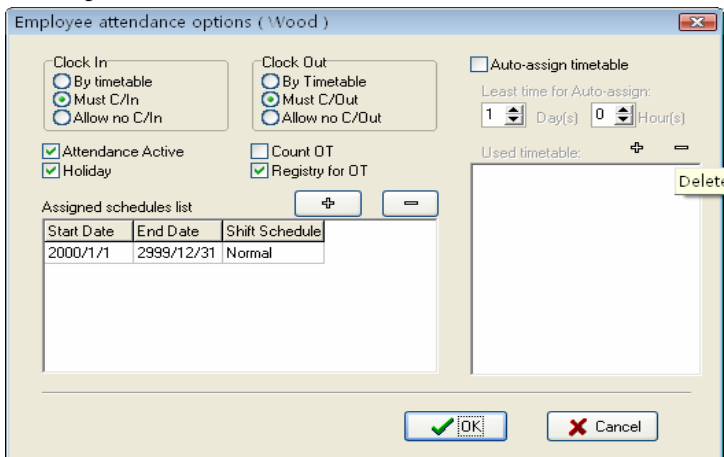 Employee attendance options ( Wood )
Clock In
By timetable
Must C/In
Allow no C/In
Clock Out
By Timetable
Must C/Out
Allow no C/Out
Attendance Active
Holiday
Count OT
Registry for OT
Assigned schedules list
Start Date End Date Shift Schedule
2000/1/1 2999/12/31 Normal
Auto-assign timetable
Least time for Auto-assign:
1 Day(s) 0 Hour(s)
Used timetable:
Delete
OK Cancel